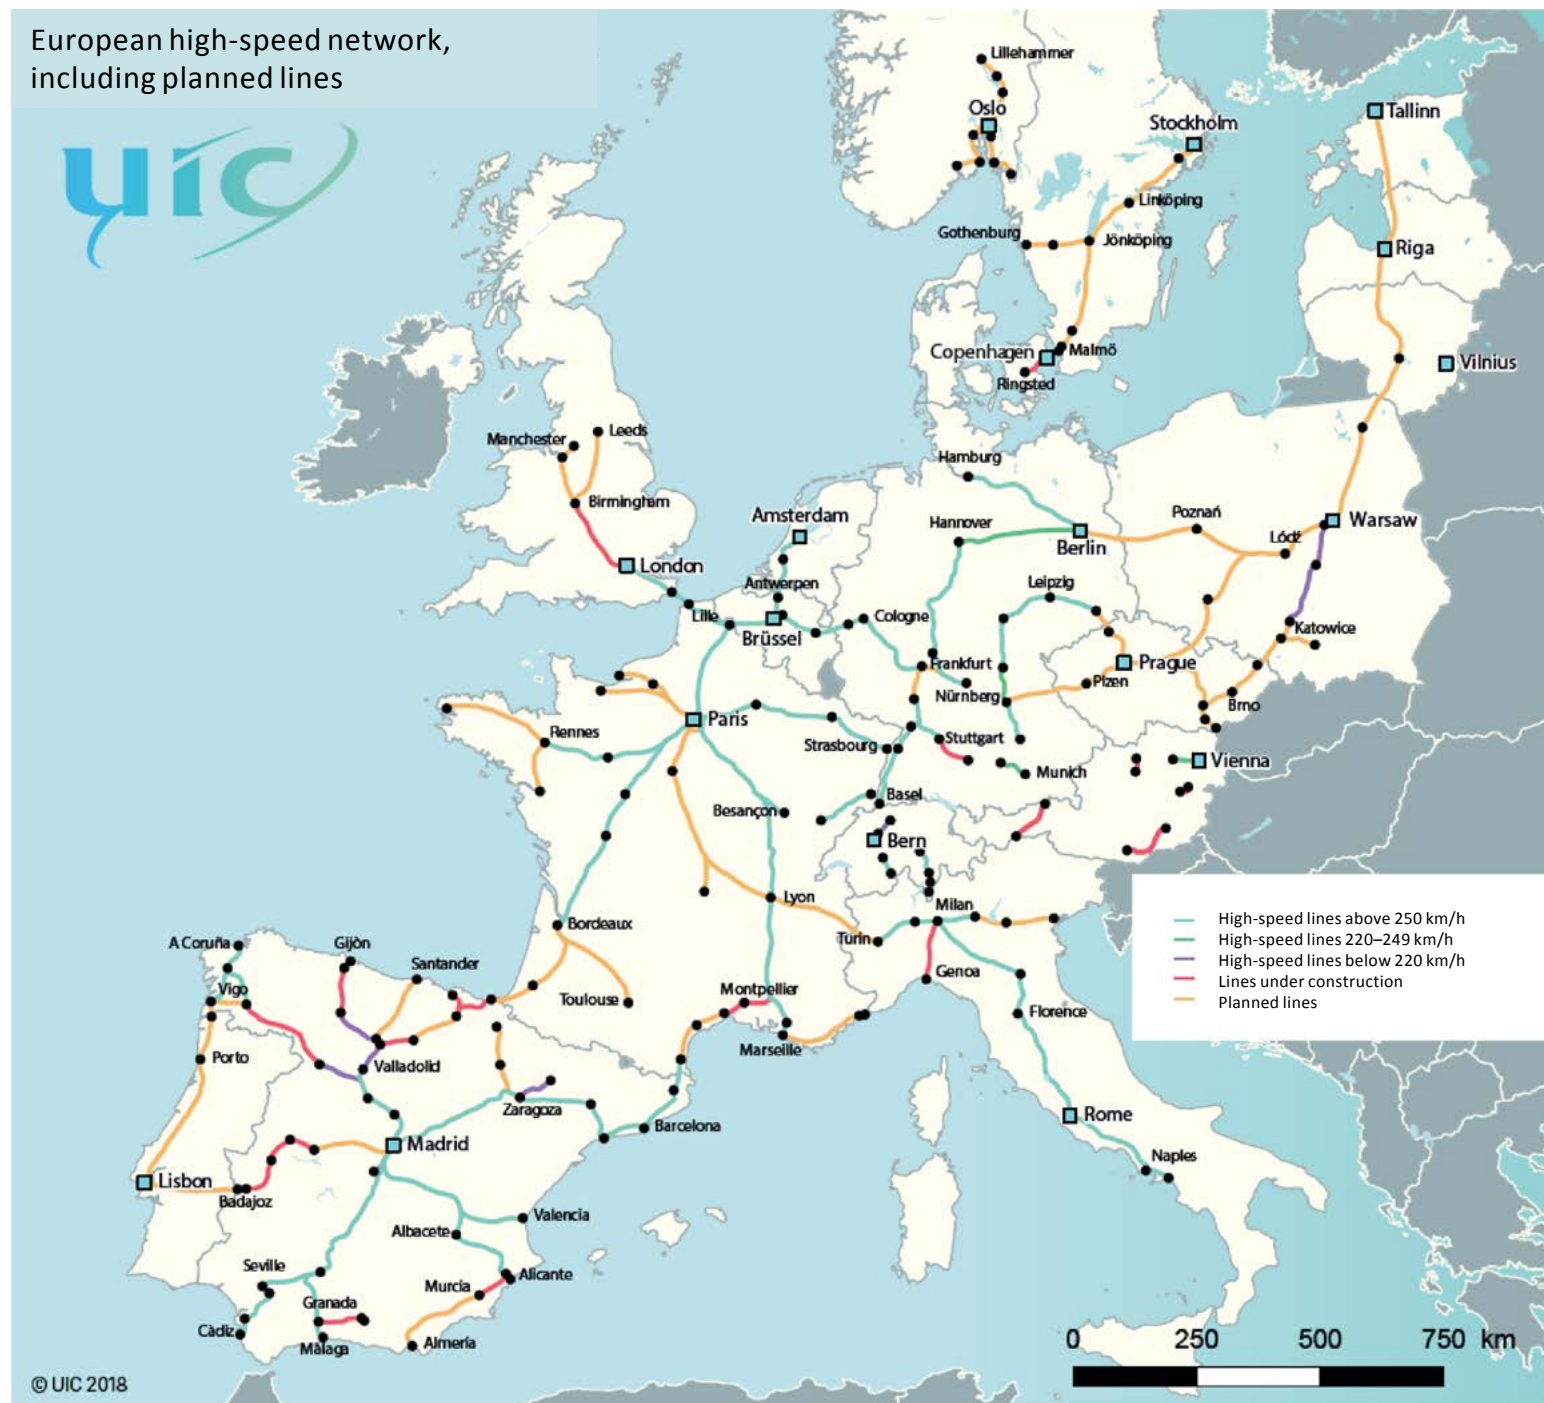 European high-speed network,
including planned lines
uic
Lillehammer
Oslo
Stockholm
Tallinn
Linköping
Gothenburg
Jönköping
Riga
Copenhagen
Malmö
Ringsted
Vilnius
Manchester
Leeds
Hamburg
Birmingham
Amsterdam
Hannover
Poznań
Warsaw
Berlin
Lódź
London
Antwerpen
Leipzig
Lille
Cologne
Brüssel
Katowice
Frankfurt
Prague
Plzen
Nürnberg
Brno
Paris
Rennes
Strasbourg
Stuttgart
Vienna
Munich
Besançon
Basel
Bern
Lyon
Milan
Bordeaux
Turin
A Coruña
Gijòn
Santander
Genoa
Vigo
Toulouse
Montpellier
Florence
Marseille
Porto
Valladolid
Zaragoza
Barcelona
Rome
Madrid
Naples
Lisbon
Badajoz
Valencia
Albacete
Seville
Alicante
Murcia
Granada
Càdiz
Màlaga
Almería
High-speed lines above 250 km/h
High-speed lines 220–249 km/h
High-speed lines below 220 km/h
Lines under construction
Planned lines
0 250 500 750 km
© UIC 2018